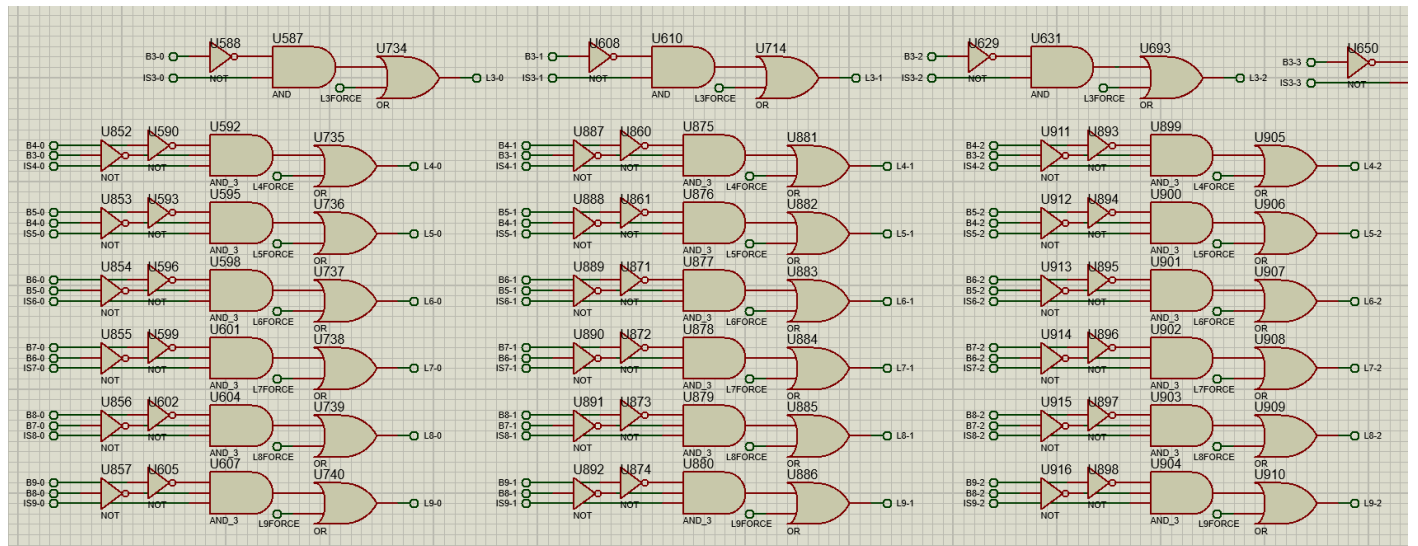 U588 U587 U734 U608 U610 U714 U629 U631 U693 U650
B3-0 B3-1 B3-2 B3-3
IS3-0 L3-0 IS3-1 L3-1 IS3-2 L3-2 IS3-3
NOT NOT NOT NOT
L3FORCE L3FORCE L3FORCE
AND OR AND OR AND OR
U852 U590 U592 U735 U887 U860 U875 U881 U911 U893 U899 U905
B4-0 B4-1 B4-2
B3-0 B3-1 B3-2
IS4-0 L4-0 IS4-1 L4-1 IS4-2 L4-2
NOT NOT NOT NOT NOT NOT
L4FORCE L4FORCE L4FORCE
AND_3 OR AND_3 OR AND_3 OR
U853 U593 U595 U736 U888 U861 U876 U882 U912 U894 U900 U906
B5-0 B5-1 B5-2
B4-0 B4-1 B4-2
IS5-0 L5-0 IS5-1 L5-1 IS5-2 L5-2
NOT NOT NOT NOT NOT NOT
L5FORCE L5FORCE L5FORCE
AND_3 OR AND_3 OR AND_3 OR
U854 U596 U598 U737 U889 U871 U877 U883 U913 U895 U901 U907
B6-0 B6-1 B6-2
B5-0 B5-1 B5-2
IS6-0 L6-0 IS6-1 L6-1 IS6-2 L6-2
NOT NOT NOT NOT NOT NOT
L6FORCE L6FORCE L6FORCE
AND_3 OR AND_3 OR AND_3 OR
U855 U599 U601 U738 U890 U872 U878 U884 U914 U896 U902 U908
B7-0 B7-1 B7-2
B6-0 B6-1 B6-2
IS7-0 L7-0 IS7-1 L7-1 IS7-2 L7-2
NOT NOT NOT NOT NOT NOT
L7FORCE L7FORCE L7FORCE
AND_3 OR AND_3 OR AND_3 OR
U856 U602 U604 U739 U891 U873 U879 U885 U915 U897 U903 U909
B8-0 B8-1 B8-2
B7-0 B7-1 B7-2
IS8-0 L8-0 IS8-1 L8-1 IS8-2 L8-2
NOT NOT NOT NOT NOT NOT
L8FORCE L8FORCE L8FORCE
AND_3 OR AND_3 OR AND_3 OR
U857 U605 U607 U740 U892 U874 U880 U886 U916 U898 U904 U910
B9-0 B9-1 B9-2
B8-0 B8-1 B8-2
IS9-0 L9-0 IS9-1 L9-1 IS9-2 L9-2
NOT NOT NOT NOT NOT NOT
L9FORCE L9FORCE L9FORCE
AND_3 OR AND_3 OR AND_3 OR